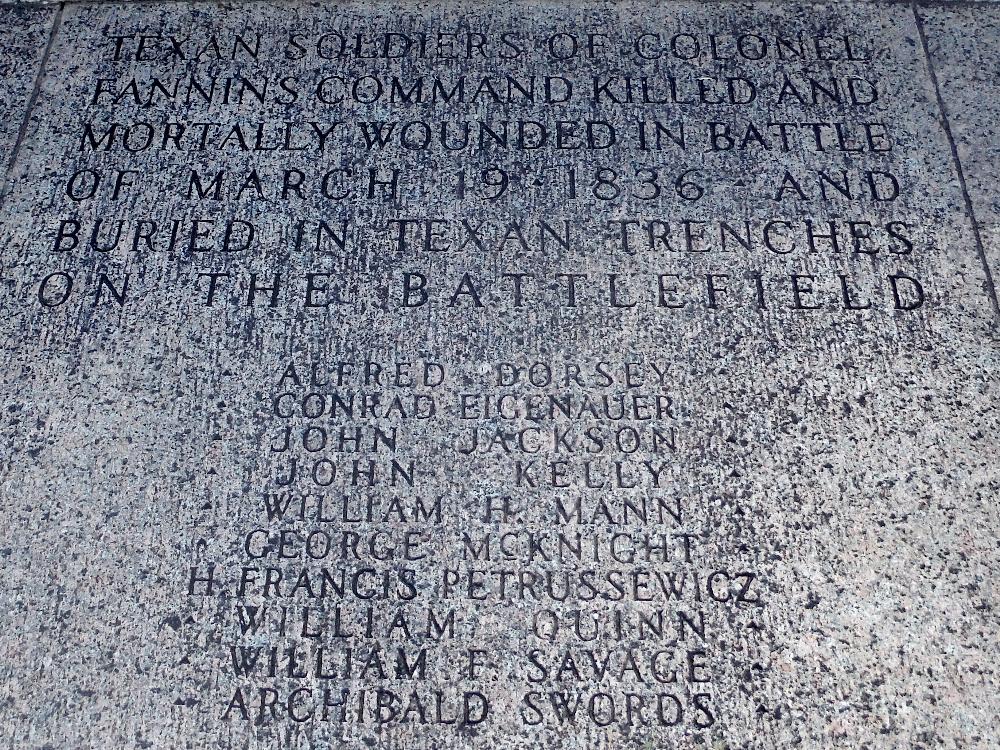 TEXAN SOLDIERS OF COLONEL
FANNIN'S COMMAND KILLED AND
MORTALLY WOUNDED IN BATTLE
OF MARCH 19 · 1836 · AND
BURIED IN TEXAN TRENCHES
ON THE BATTLEFIELD
ALFRED DORSEY
CONRAD EIGENAUER
JOHN JACKSON
JOHN KELLY
WILLIAM H. MANN
GEORGE MCKNIGHT
H. FRANCIS PETRUSSEWICZ
WILLIAM QUINN
WILLIAM F. SAVAGE
ARCHIBALD SWORDS